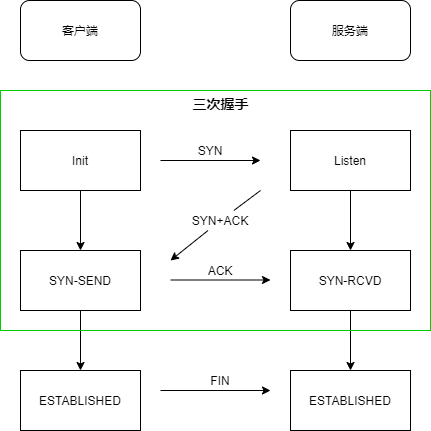 客户端
服务端
三次握手
Init
SYN
Listen
SYN+ACK
SYN-SEND
ACK
SYN-RCVD
ESTABLISHED
FIN
ESTABLISHED